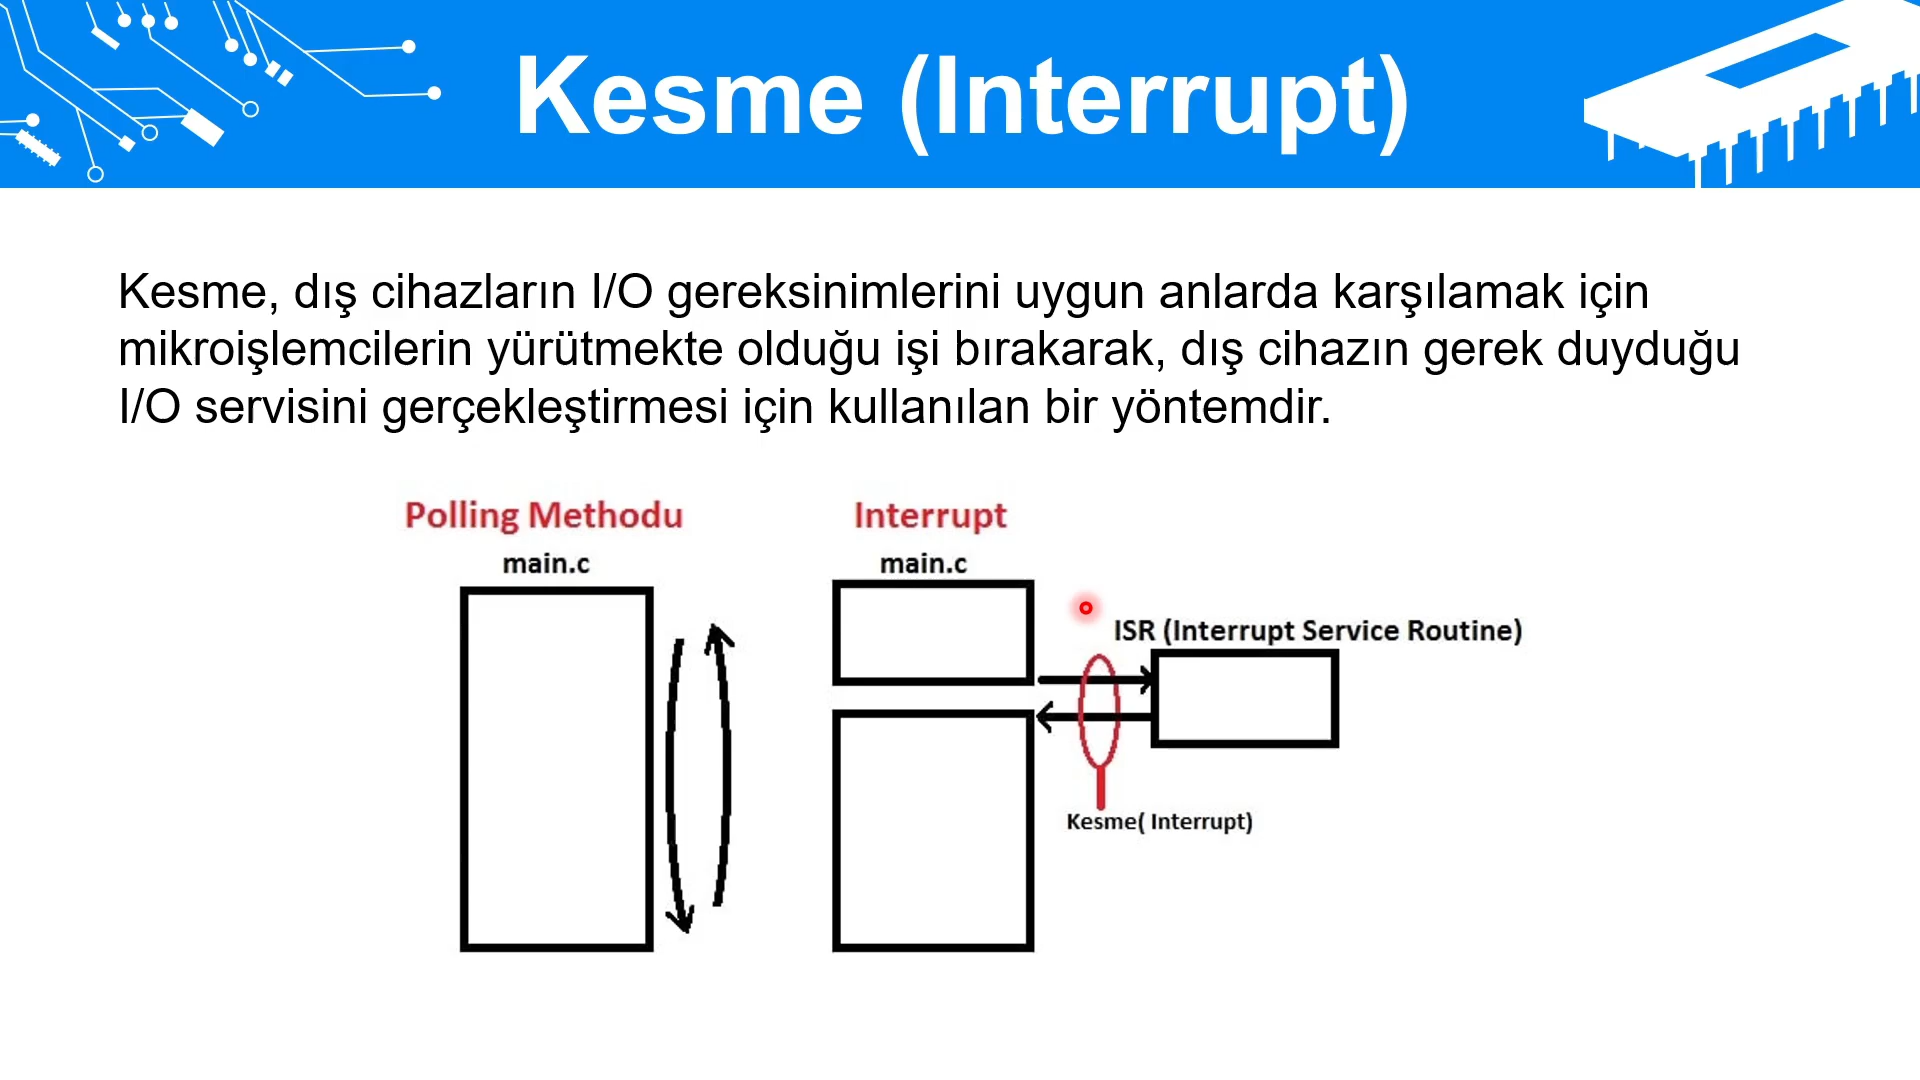 Kesme (Interrupt)
Kesme, dış cihazların I/O gereksinimlerini uygun anlarda karşılamak için
mikroişlemcilerin yürütmekte olduğu işi bırakarak, dış cihazın gerek duyduğu
I/O servisini gerçekleştirmesi için kullanılan bir yöntemdir.
Polling Methodu
main.c
Interrupt
main.c
ISR (Interrupt Service Routine)
Kesme( Interrupt)